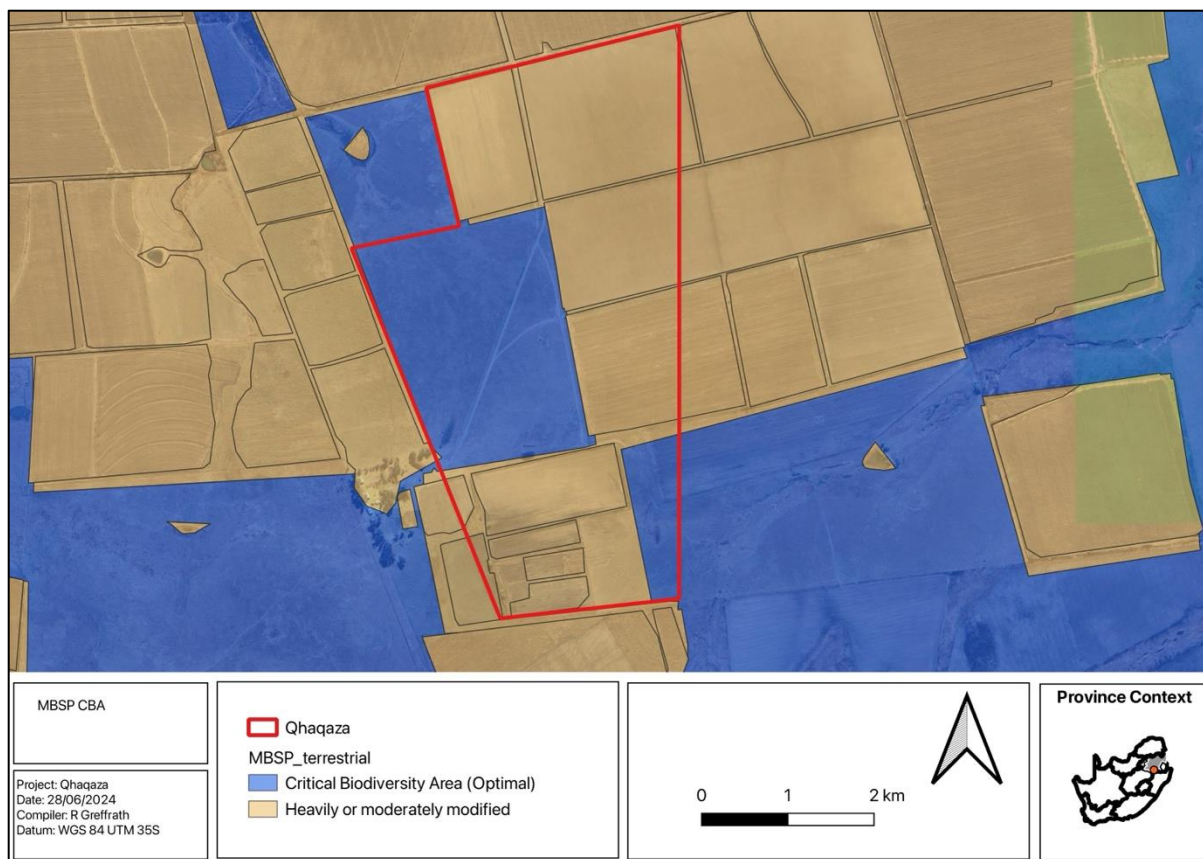 MBSP CBA
Project: Qhaqaza
Date: 28/06/2024
Compiler: R Greffrath
Datum: WGS 84 UTM 35S
Qhaqaza
MBSP_terrestrial
Critical Biodiversity Area (Optimal)
Heavily or moderately modified
0 1 2 km
Province Context